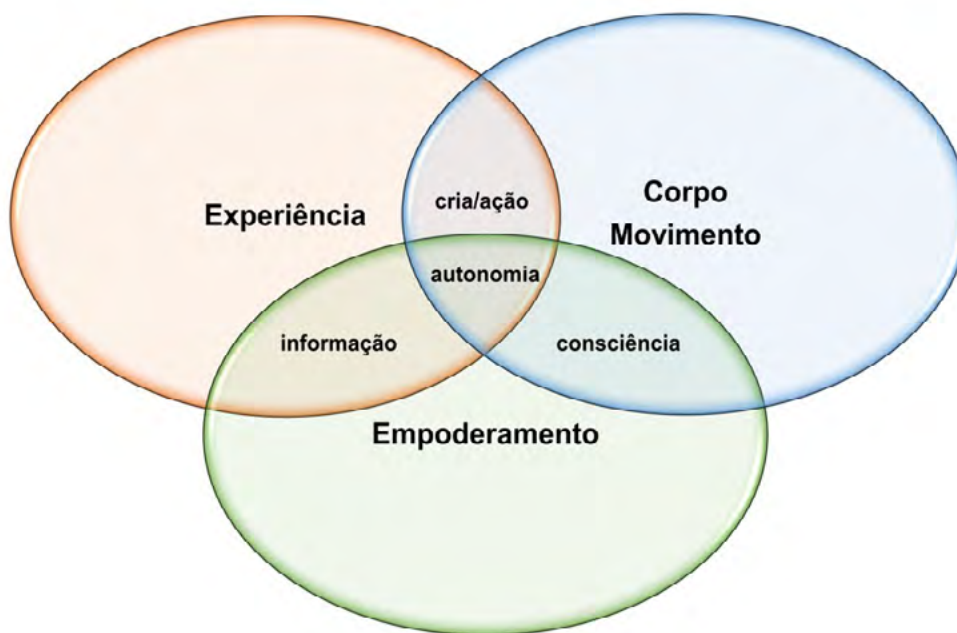 cria/ação
Corpo
Movimento
Experiência
autonomia
informação
consciência
Empoderamento